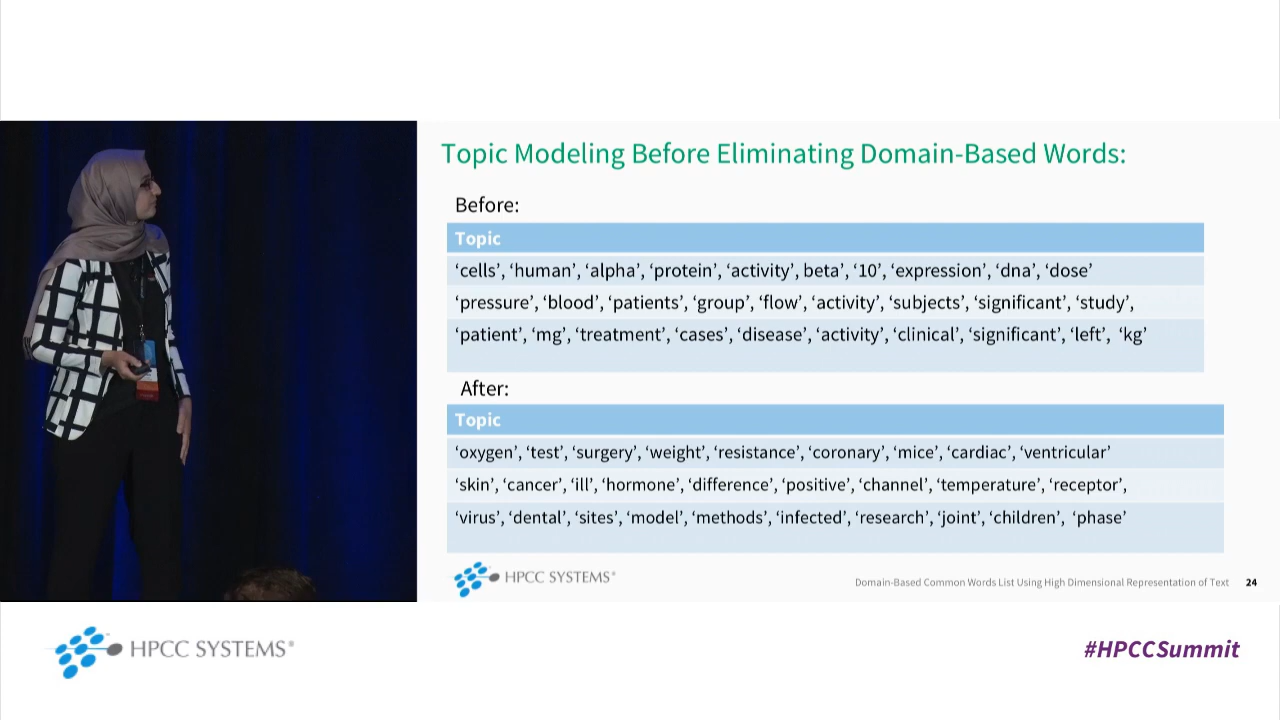 Topic Modeling Before Eliminating Domain-Based Words:
Before:
Topic
‘cells’, ‘human’, ‘alpha’, ‘protein’, ‘activity’, beta’, ‘10’, ‘expression’, ‘dna’, ‘dose’
‘pressure’, ‘blood’, ‘patients’, ‘group’, ‘flow’, ‘activity’, ‘subjects’, ‘significant’, ‘study’,
‘patient’, ‘mg’, ‘treatment’, ‘cases’, ‘disease’, ‘activity’, ‘clinical’, ‘significant’, ‘left’, ‘kg’
After:
Topic
‘oxygen’, ‘test’, ‘surgery’, ‘weight’, ‘resistance’, ‘coronary’, ‘mice’, ‘cardiac’, ‘ventricular’
‘skin’, ‘cancer’, ‘ill’, ‘hormone’, ‘difference’, ‘positive’, ‘channel’, ‘temperature’, ‘receptor’,
‘virus’, ‘dental’, ‘sites’, ‘model’, ‘methods’, ‘infected’, ‘research’, ‘joint’, ‘children’, ‘phase’
HPCC SYSTEMS®
Domain-Based Common Words List Using High Dimensional Representation of Text 24
HPCC SYSTEMS®
#HPCCSummit